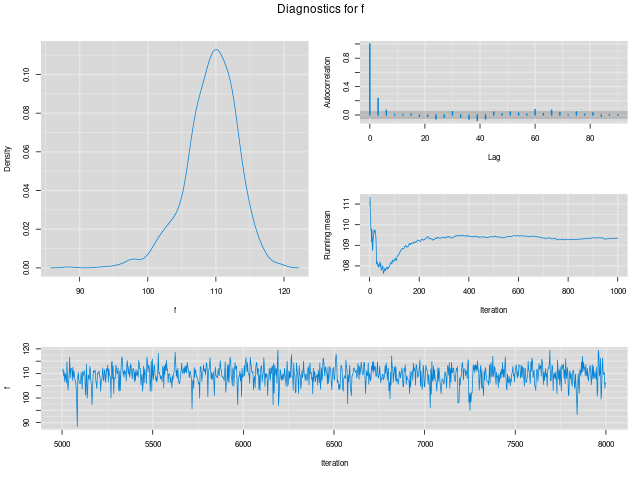 Diagnostics for f
Density
0.00 0.02 0.04 0.06 0.08 0.10
90 100 110 120
f
Autocorrelation
0.0 0.4 0.8
0 20 40 60 80
Lag
Running mean
108 109 110 111
0 200 400 600 800 1000
Iteration
f
90 100 110 120
5000 5500 6000 6500 7000 7500 8000
Iteration